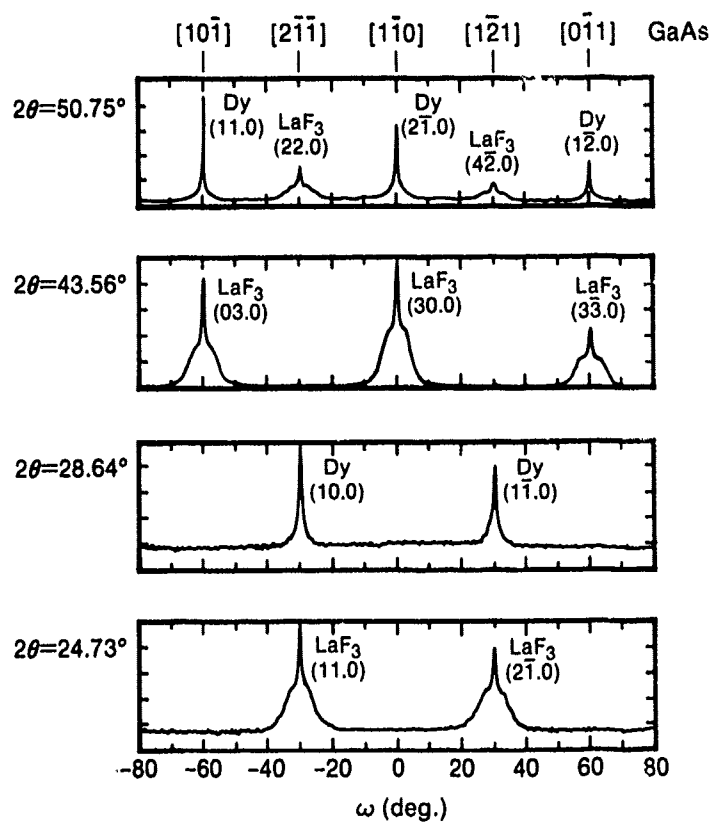 [101̄] [21̄1̄] [11̄0] [12̄1] [01̄1] GaAs
2θ=50.75°
Dy
(11.0)
LaF₃
(22.0)
Dy
(21̄.0)
LaF₃
(42̄.0)
Dy
(12̄.0)
2θ=43.56°
LaF₃
(03.0)
LaF₃
(30.0)
LaF₃
(33̄.0)
2θ=28.64°
Dy
(10.0)
Dy
(11̄.0)
2θ=24.73°
LaF₃
(11.0)
LaF₃
(21̄.0)
-80 -60 -40 -20 0 20 40 60 80
ω (deg.)